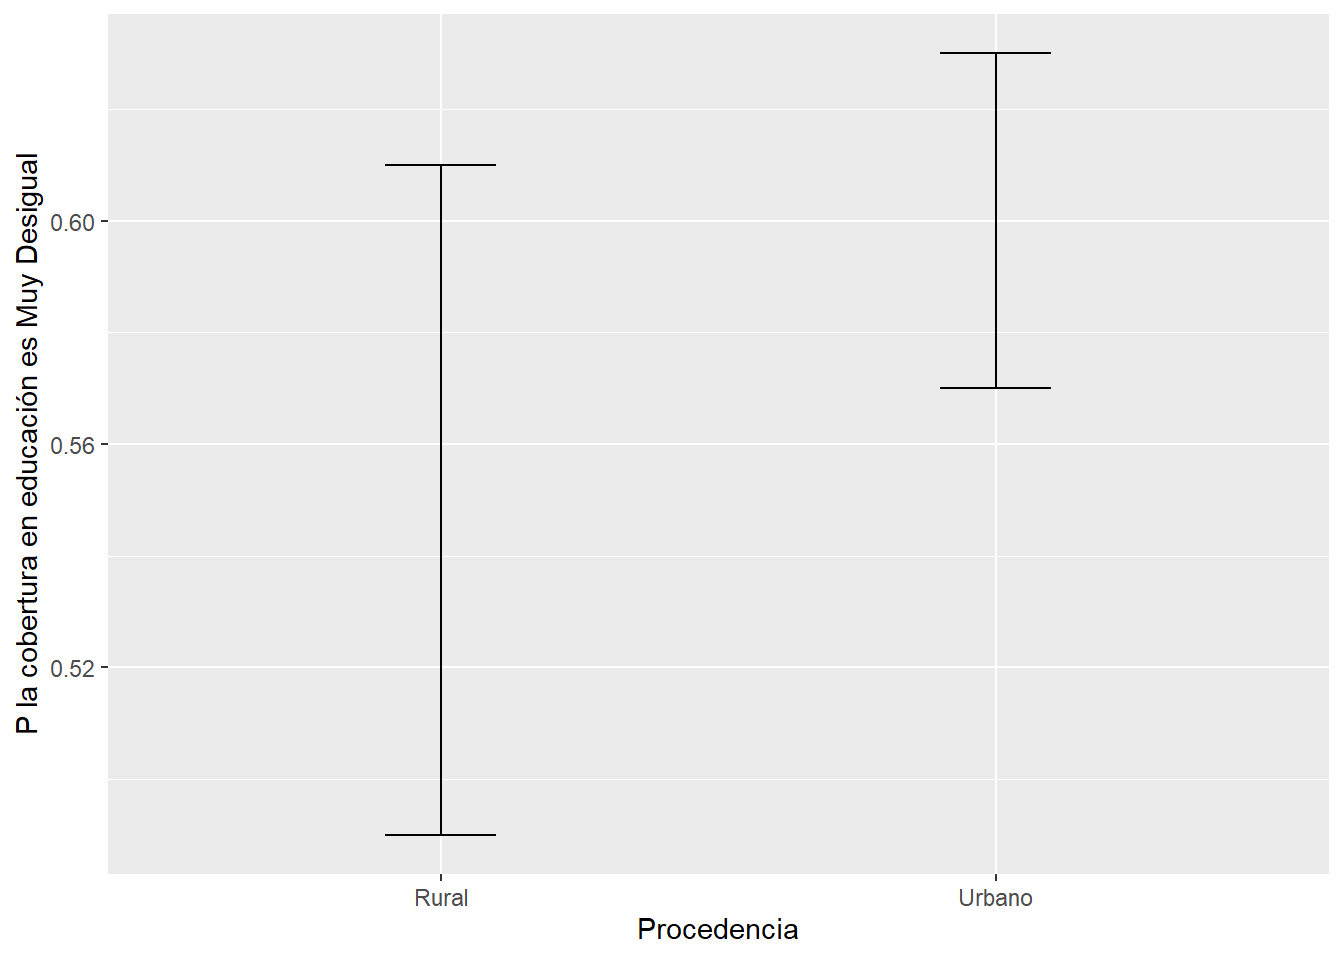 P la cobertura en educación es Muy Desigual
0.60
0.56
0.52
Rural
Urbano
Procedencia